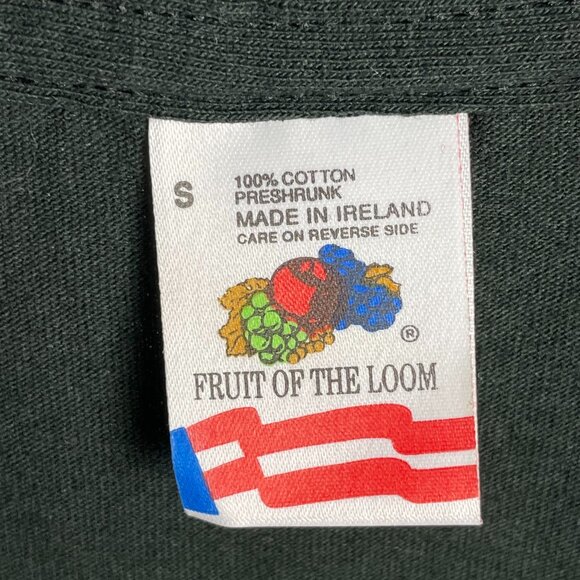 S
100% COTTON
PRESHRUNK
MADE IN IRELAND
CARE ON REVERSE SIDE
®
FRUIT OF THE LOOM